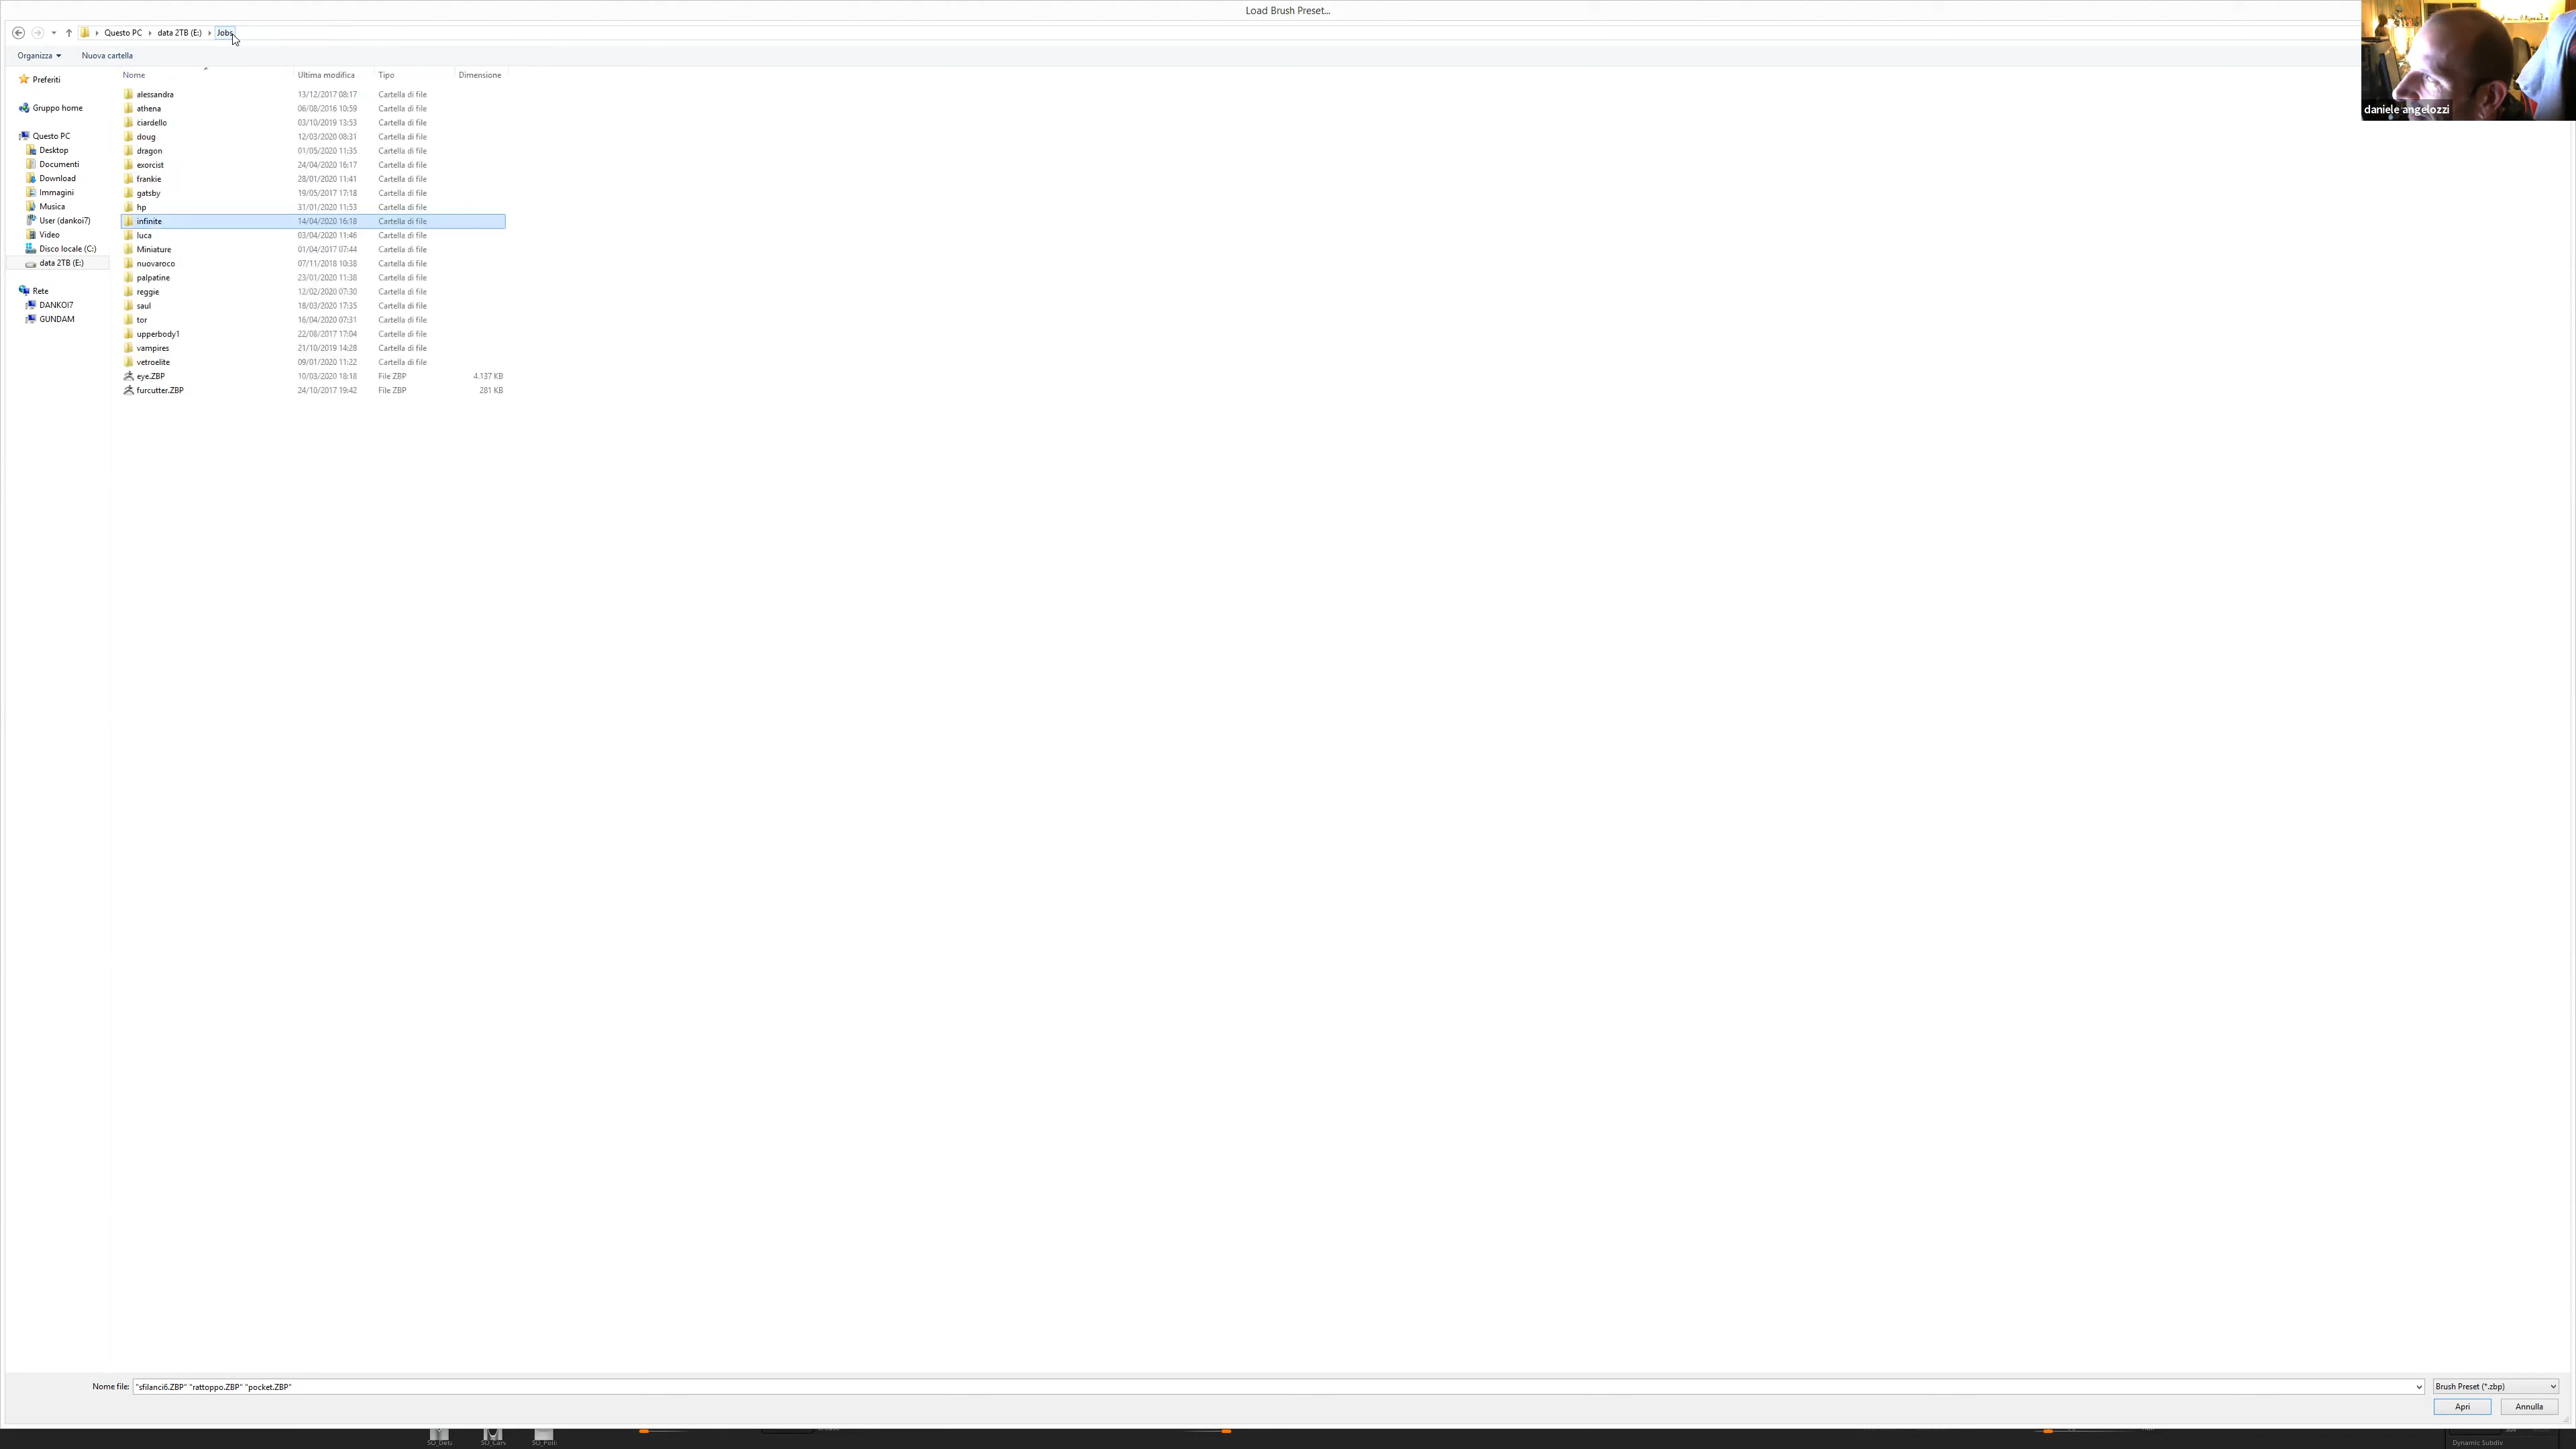 Load Brush Preset...
Questo PC data 2TB (E:) Jobs
Organizza Nuova cartella
daniele angelozzi
Preferiti
Gruppo home
Questo PC
Desktop
Documenti
Download
Immagini
Musica
User (dankoi7)
Video
Disco locale (C:)
data 2TB (E:)
Rete
DANKOI7
GUNDAM
Nome Ultima modifica Tipo Dimensione
alessandra 13/12/2017 08:17 Cartella di file
athena 06/08/2016 10:59 Cartella di file
ciardello 03/10/2019 13:53 Cartella di file
doug 12/03/2020 08:31 Cartella di file
dragon 01/05/2020 11:35 Cartella di file
exorcist 24/04/2020 16:17 Cartella di file
frankie 28/01/2020 11:41 Cartella di file
gatsby 19/05/2017 17:18 Cartella di file
hp 31/01/2020 11:53 Cartella di file
infinite 14/04/2020 16:18 Cartella di file
luca 03/04/2020 11:46 Cartella di file
Miniature 01/04/2017 07:44 Cartella di file
nuovaroco 07/11/2018 10:38 Cartella di file
palpatine 23/01/2020 11:38 Cartella di file
reggie 12/02/2020 07:30 Cartella di file
saul 18/03/2020 17:35 Cartella di file
tor 16/04/2020 07:31 Cartella di file
upperbody1 22/08/2017 17:04 Cartella di file
vampires 21/10/2019 14:28 Cartella di file
vetroelite 09/01/2020 11:22 Cartella di file
eye.ZBP 10/03/2020 18:18 File ZBP 4.137 KB
furcutter.ZBP 24/10/2017 19:42 File ZBP 281 KB
Nome file: "sfilanci6.ZBP" "rattoppo.ZBP" "pocket.ZBP" Brush Preset (*.zbp)
Apri Annulla
Dynamic Subdiv